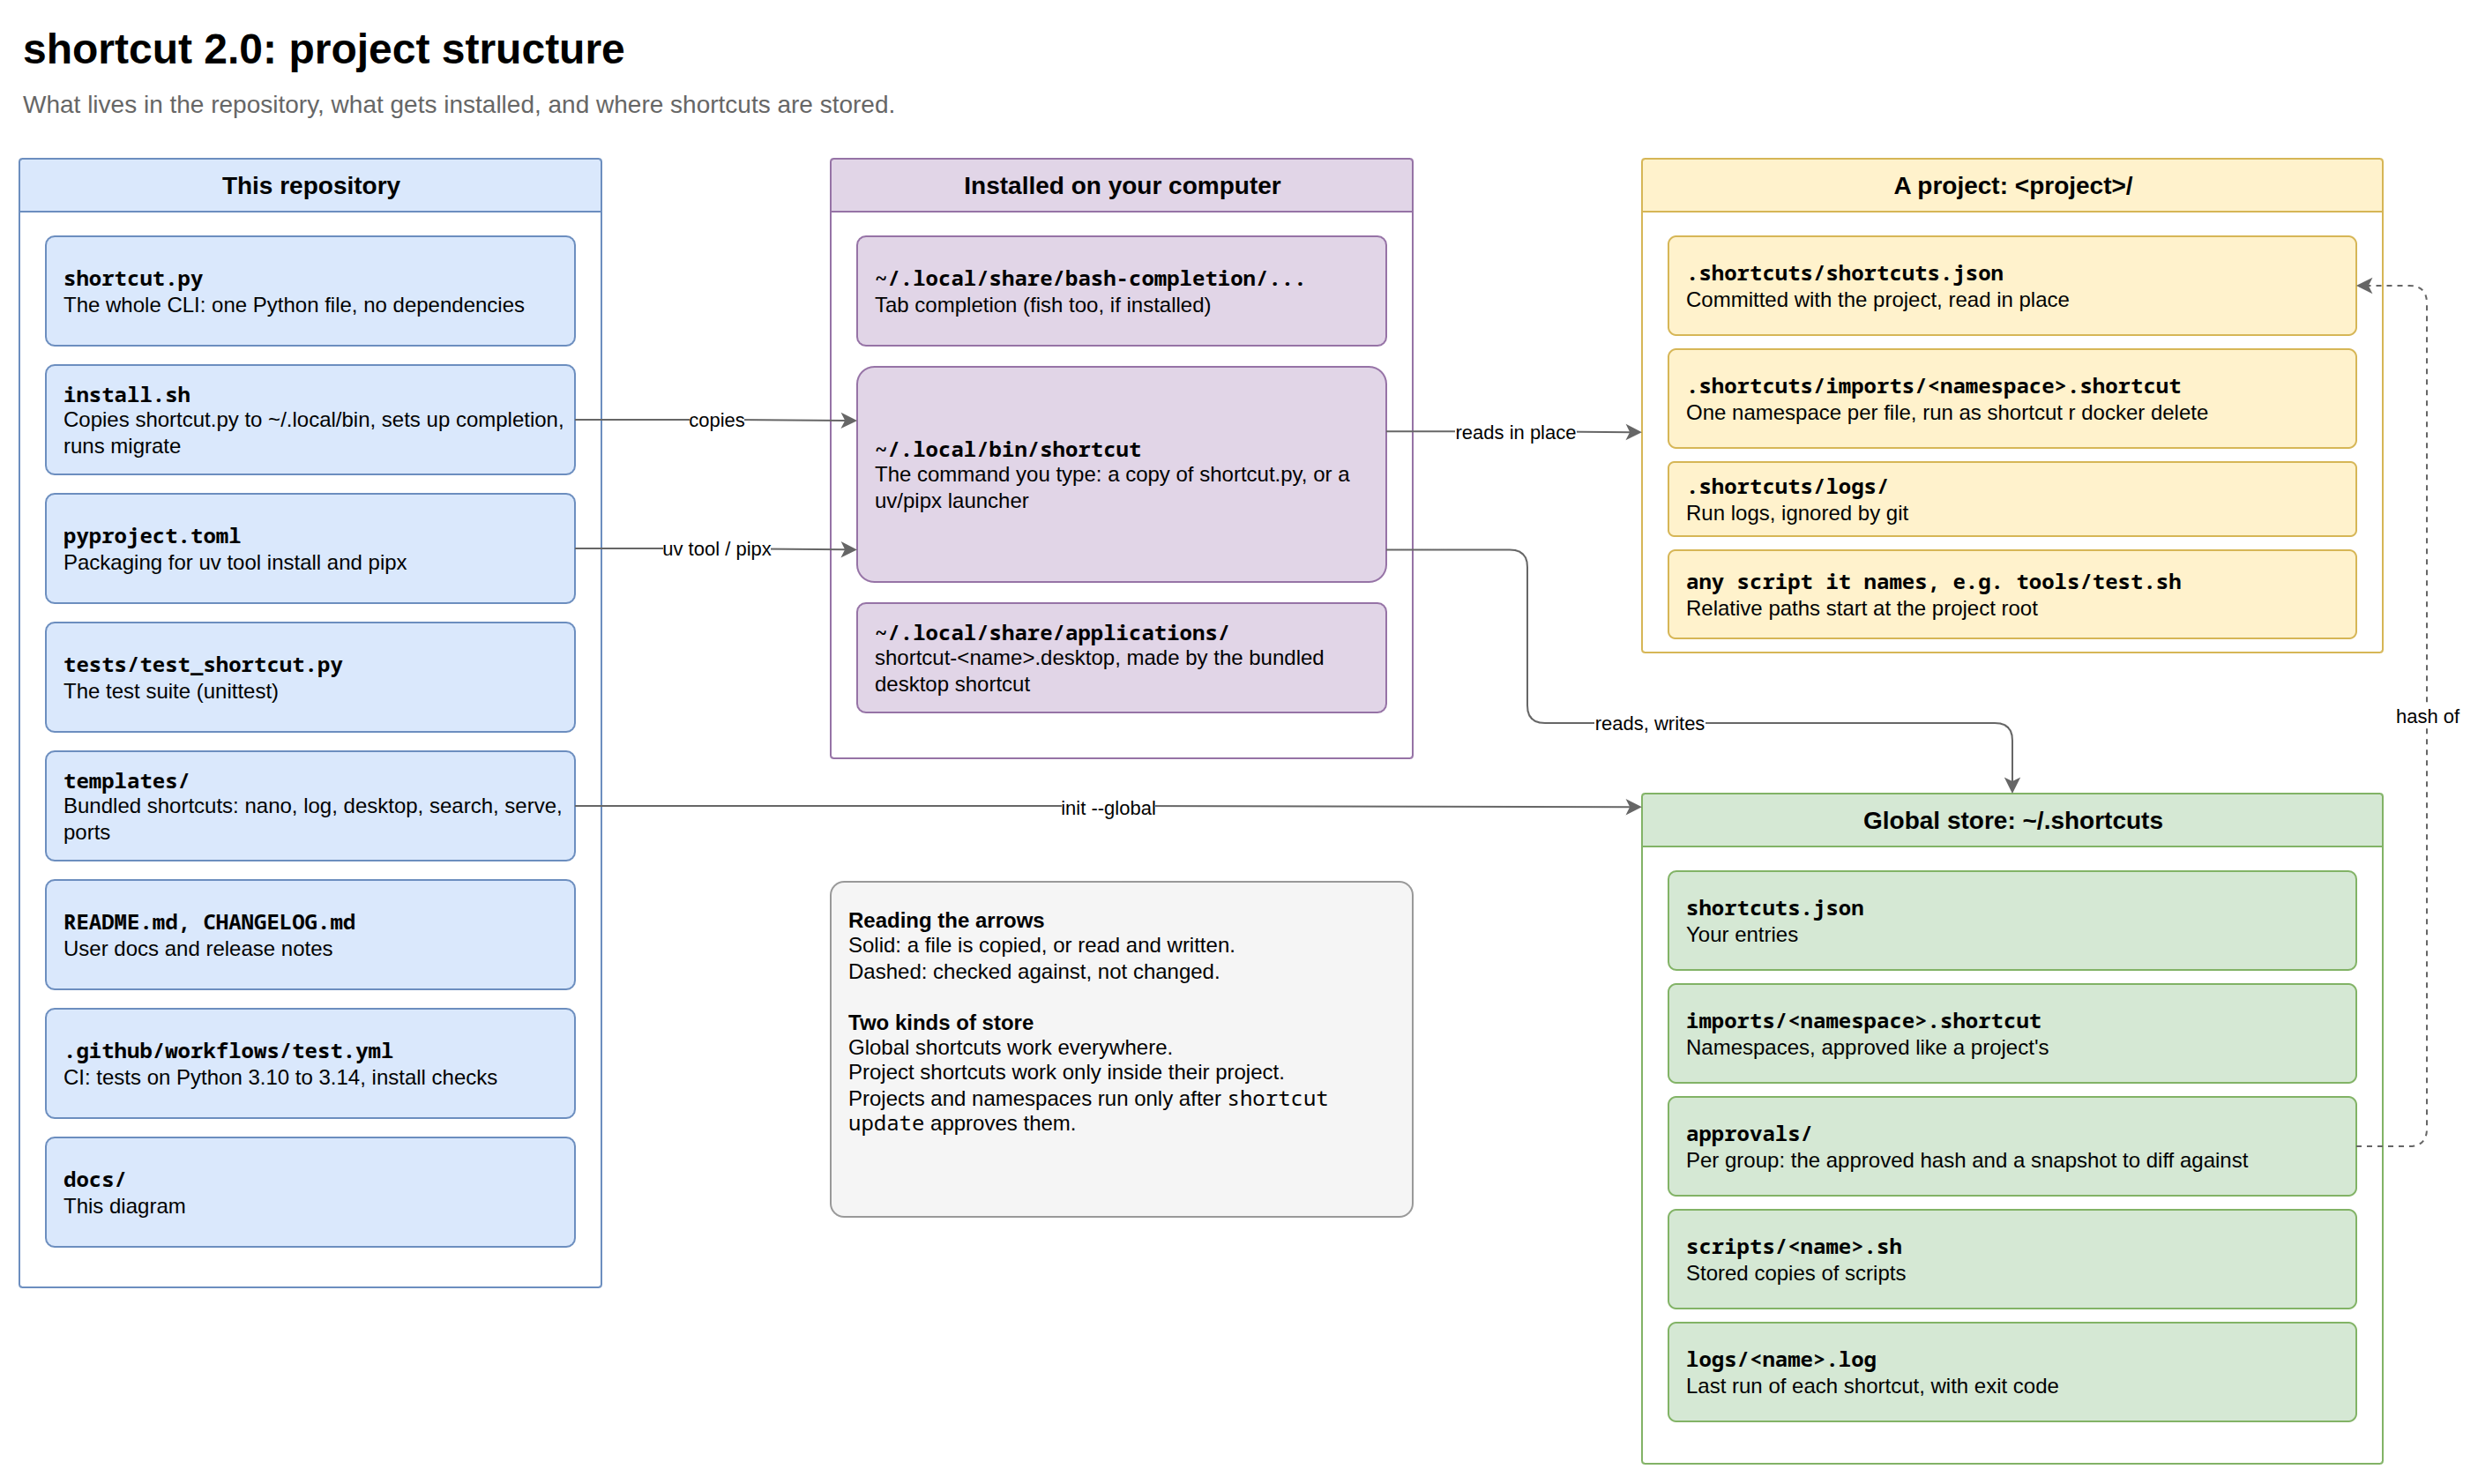 shortcut 2.0: project structure
What lives in the repository, what gets installed, and where shortcuts are stored.
This repository
shortcut.py
The whole CLI: one Python file, no dependencies
install.sh
Copies shortcut.py to ~/.local/bin, sets up completion,
runs migrate
pyproject.toml
Packaging for uv tool install and pipx
tests/test_shortcut.py
The test suite (unittest)
templates/
Bundled shortcuts: nano, log, desktop, search, serve,
ports
README.md, CHANGELOG.md
User docs and release notes
.github/workflows/test.yml
CI: tests on Python 3.10 to 3.14, install checks
docs/
This diagram
copies
uv tool / pipx
init --global
Installed on your computer
~/.local/share/bash-completion/...
Tab completion (fish too, if installed)
~/.local/bin/shortcut
The command you type: a copy of shortcut.py, or a
uv/pipx launcher
~/.local/share/applications/
shortcut-<name>.desktop, made by the bundled
desktop shortcut
Reading the arrows
Solid: a file is copied, or read and written.
Dashed: checked against, not changed.
Two kinds of store
Global shortcuts work everywhere.
Project shortcuts work only inside their project.
Projects and namespaces run only after shortcut
update approves them.
reads in place
reads, writes
A project: <project>/
.shortcuts/shortcuts.json
Committed with the project, read in place
.shortcuts/imports/<namespace>.shortcut
One namespace per file, run as shortcut r docker delete
.shortcuts/logs/
Run logs, ignored by git
any script it names, e.g. tools/test.sh
Relative paths start at the project root
hash of
Global store: ~/.shortcuts
shortcuts.json
Your entries
imports/<namespace>.shortcut
Namespaces, approved like a project's
approvals/
Per group: the approved hash and a snapshot to diff against
scripts/<name>.sh
Stored copies of scripts
logs/<name>.log
Last run of each shortcut, with exit code